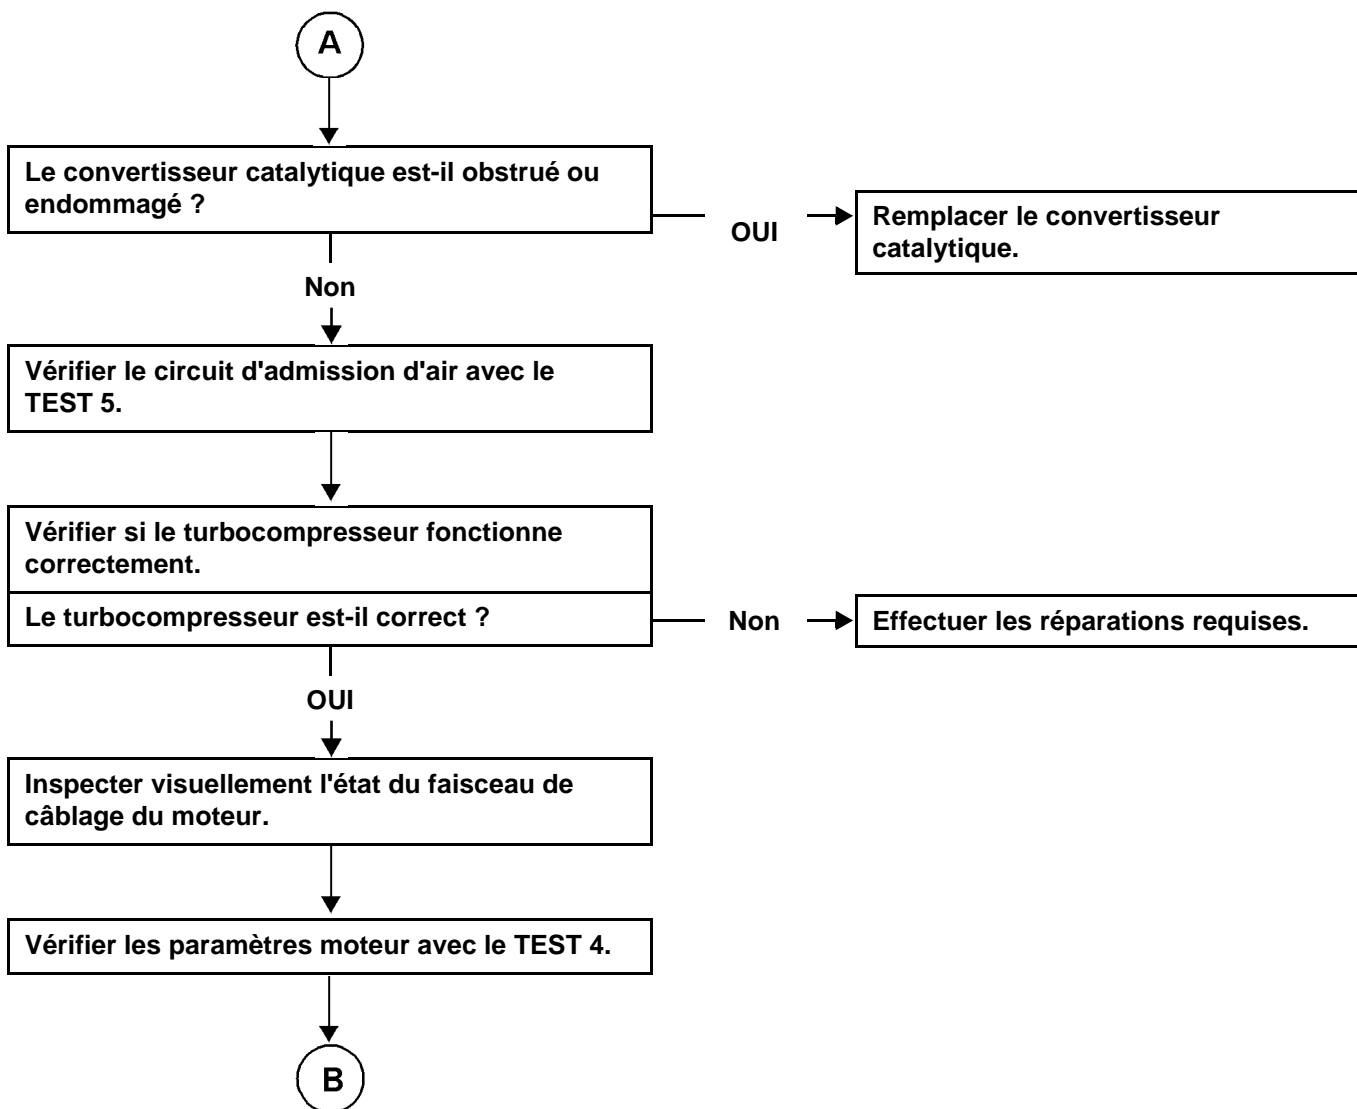 A
Le convertisseur catalytique est-il obstrué ou
endommagé ?
OUI
Remplacer le convertisseur
catalytique.
Non
Vérifier le circuit d'admission d'air avec le
TEST 5.
Vérifier si le turbocompresseur fonctionne
correctement.
Le turbocompresseur est-il correct ?
Non
Effectuer les réparations requises.
OUI
Inspecter visuellement l'état du faisceau de
câblage du moteur.
Vérifier les paramètres moteur avec le TEST 4.
B